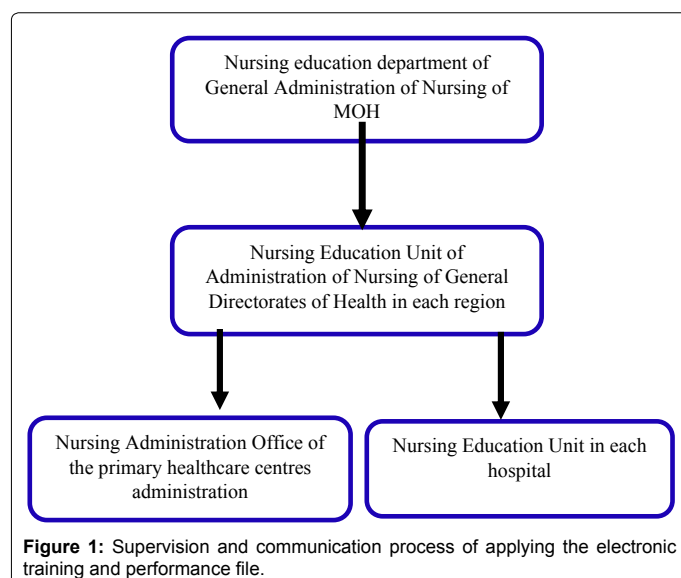 Nursing education department of
General Administration of Nursing of
MOH
Nursing Education Unit of
Administration of Nursing of General
Directorates of Health in each region
Nursing Administration Office of
the primary healthcare centres
administration
Nursing Education Unit in each
hospital
Figure 1: Supervision and communication process of applying the electronic
training and performance file.